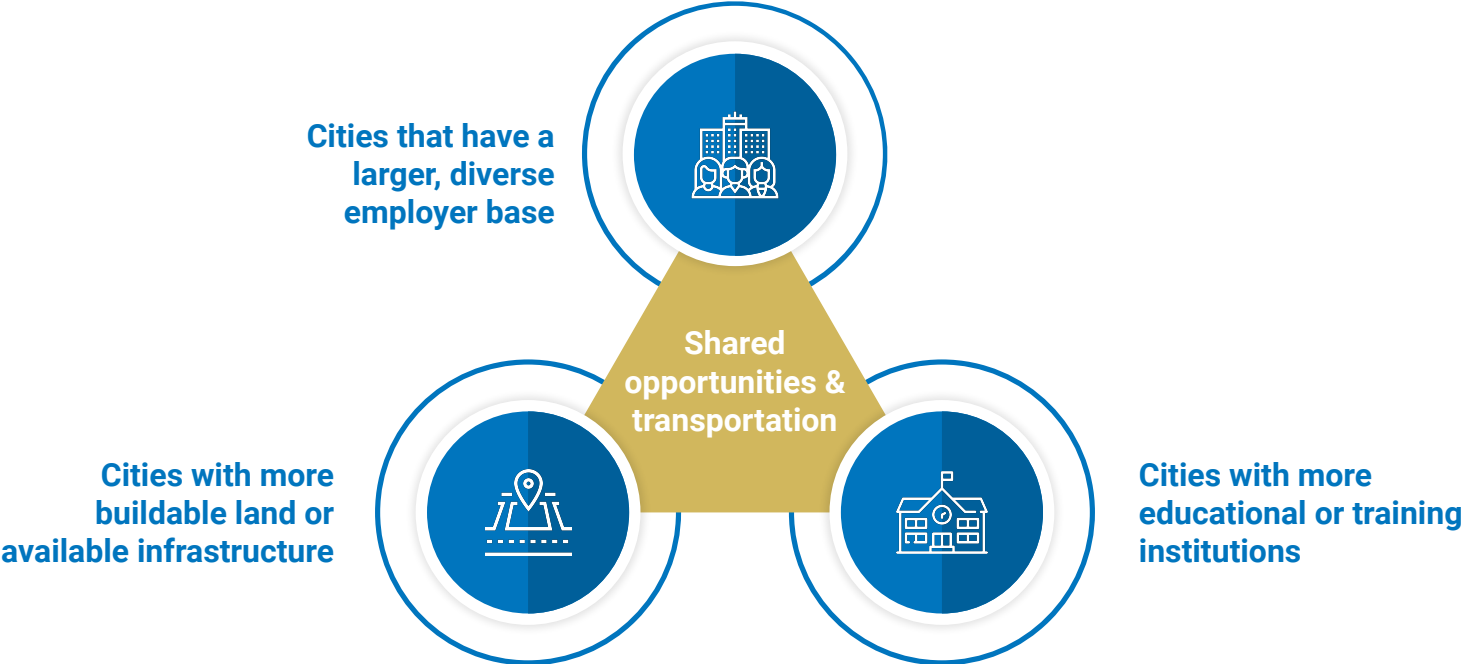 Cities that have a
larger, diverse
employer base
Shared
opportunities &
transportation
Cities with more
buildable land or
available infrastructure
Cities with more
educational or training
institutions